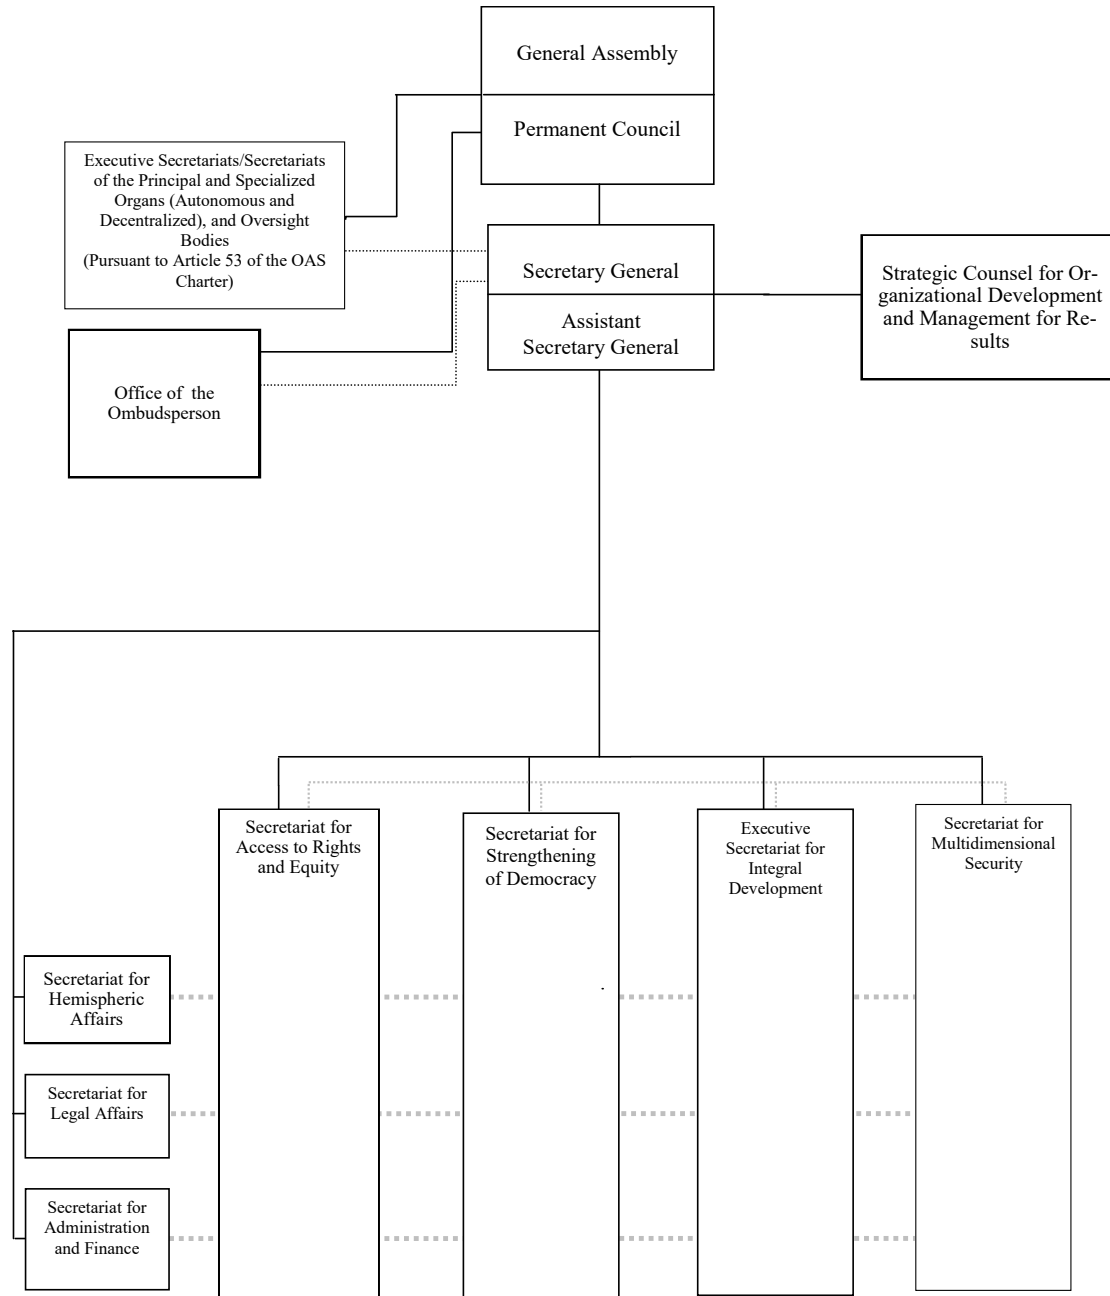 General Assembly
Permanent Council
Executive Secretariats/Secretariats
of the Principal and Specialized
Organs (Autonomous and
Decentralized), and Oversight
Bodies
(Pursuant to Article 53 of the OAS
Charter)
Secretary General
Assistant
Secretary General
Strategic Counsel for Or-
ganizational Development
and Management for Re-
sults
Office of the
Ombudsperson
Secretariat for
Access to Rights
and Equity
Secretariat for
Strengthening
of Democracy
Executive
Secretariat for
Integral
Development
Secretariat for
Multidimensional
Security
Secretariat for
Hemispheric
Affairs
Secretariat for
Legal Affairs
Secretariat for
Administration
and Finance